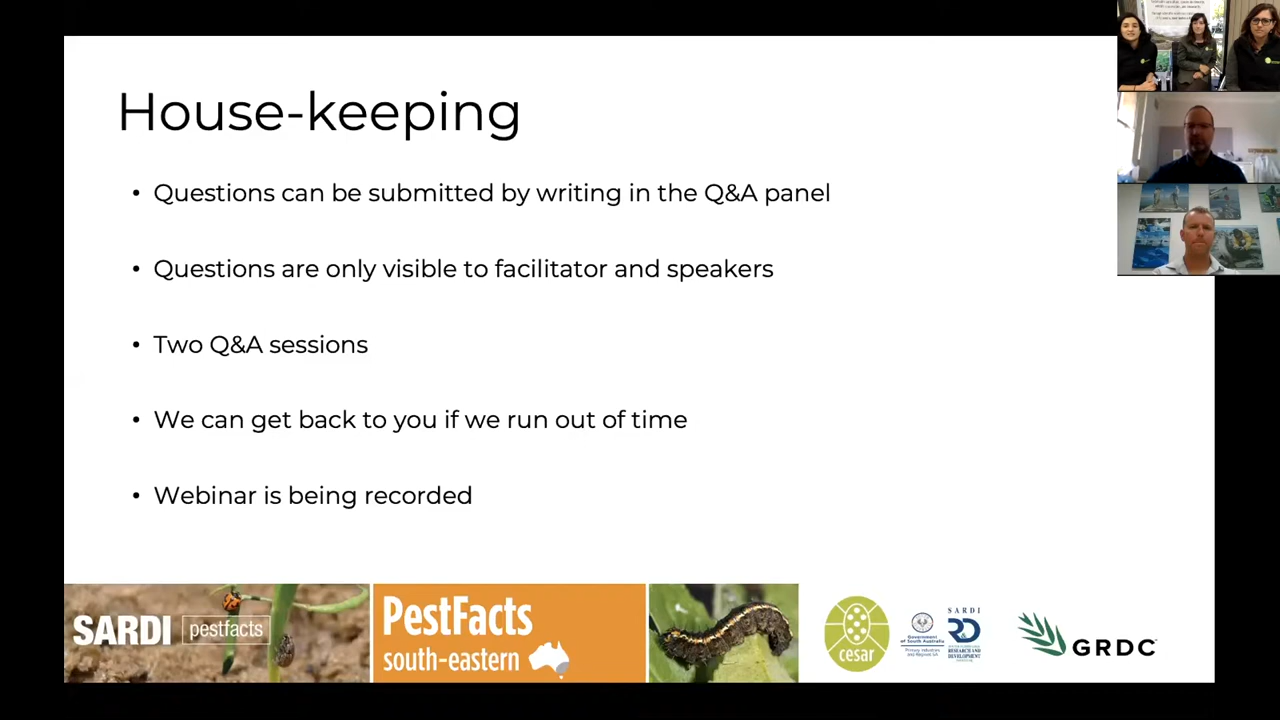 House-keeping
• Questions can be submitted by writing in the Q&A panel
• Questions are only visible to facilitator and speakers
• Two Q&A sessions
• We can get back to you if we run out of time
• Webinar is being recorded
SARDI pestfacts
PestFacts
south-eastern
cesar
Government
of South Australia
Primary Industries
and Regions SA
SARDI
RD
RESEARCH AND
DEVELOPMENT
GRDC